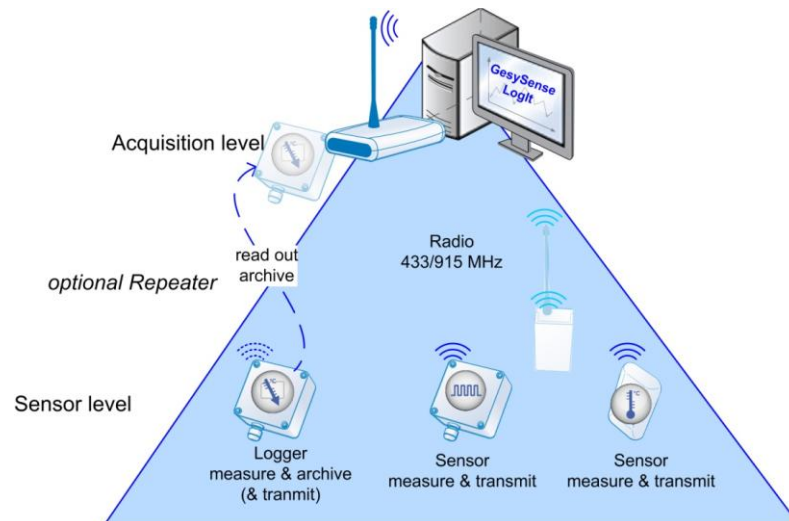 GesySense
LogIt
Acquisition level
Radio
433/915 MHz
read out
archive
optional Repeater
Sensor level
Logger
measure & archive
(& tranmit)
Sensor
measure & transmit
Sensor
measure & transmit